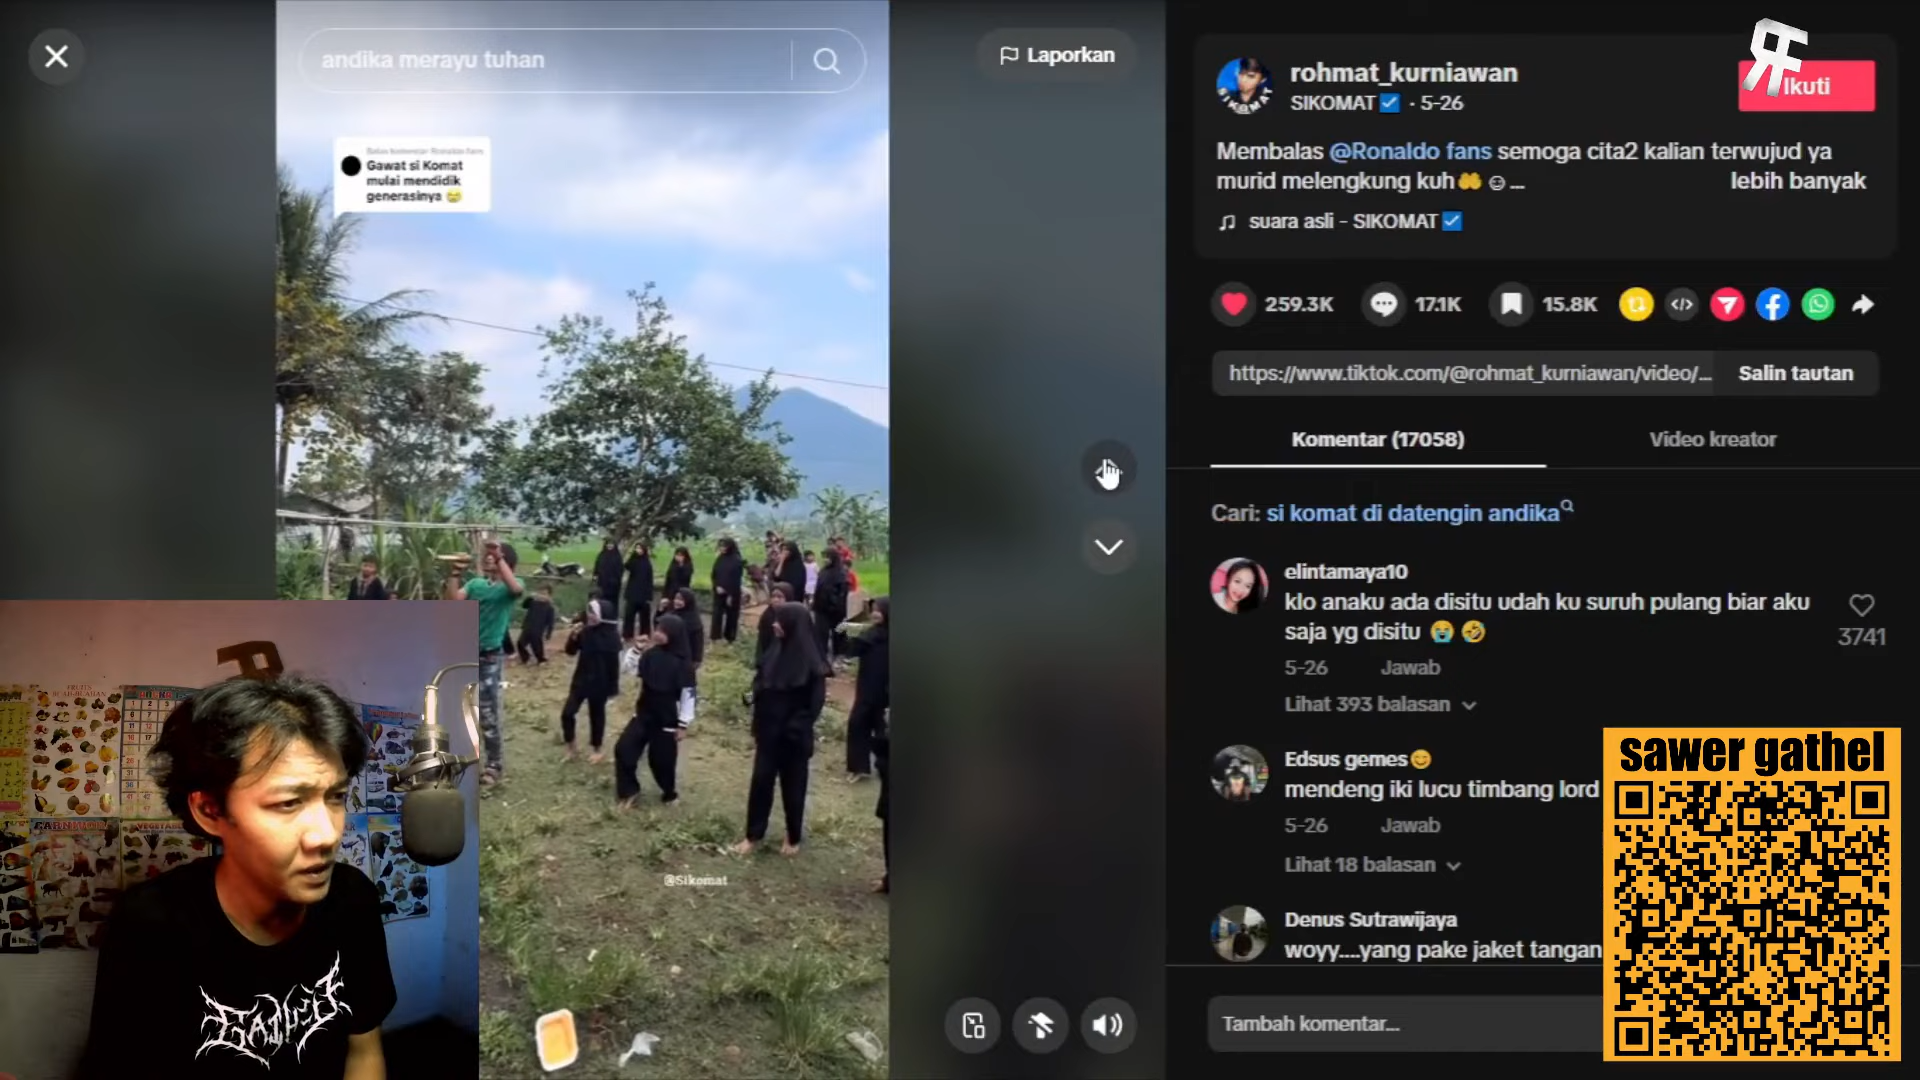 andika merayu tuhan
Laporkan
Gawat si Komat
mulai mendidik
generasinya 😭
@Sikomat
rohmat_kurniawan
SIKOMAT☑️ · 5-26
Ikuti
Membalas @Ronaldo fans semoga cita2 kalian terwujud ya
murid melengkung kuh🤲☺...
lebih banyak
suara asli - SIKOMAT☑️
259.3K
17.1K
15.8K
https://www.tiktok.com/@rohmat_kurniawan/video/...
Salin tautan
Komentar (17058)
Video kreator
Cari: si komat di datengin andika
elintamaya10
klo anaku ada disitu udah ku suruh pulang biar aku
saja yg disitu 😭🤣
3741
5-26 Jawab
Lihat 393 balasan
Edsus gemes😊
mendeng iki lucu timbang lord
5-26 Jawab
Lihat 18 balasan
Denus Sutrawijaya
woyy....yang pake jaket tangan
Tambah komentar...
sawer gathel